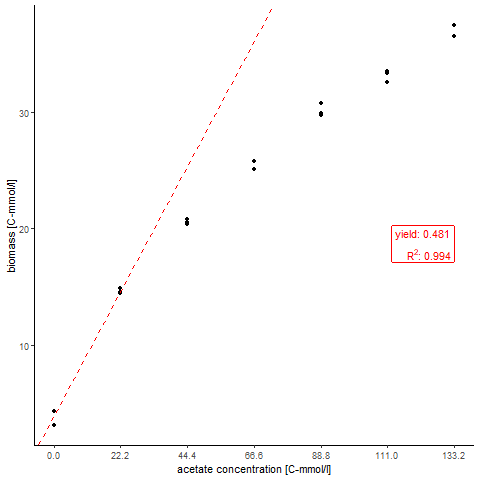 biomass [C-mmol/l]
30
20
10
yield: 0.481
R²: 0.994
0.0 22.2 44.4 66.6 88.8 111.0 133.2
acetate concentration [C-mmol/l]